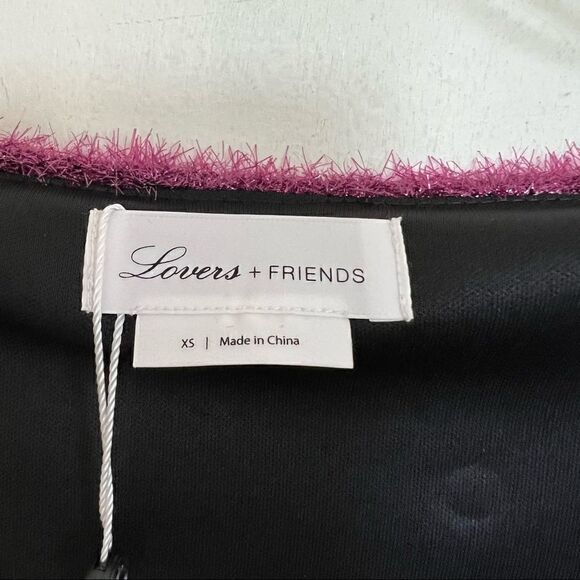 Lovers + FRIENDS
XS | Made in China